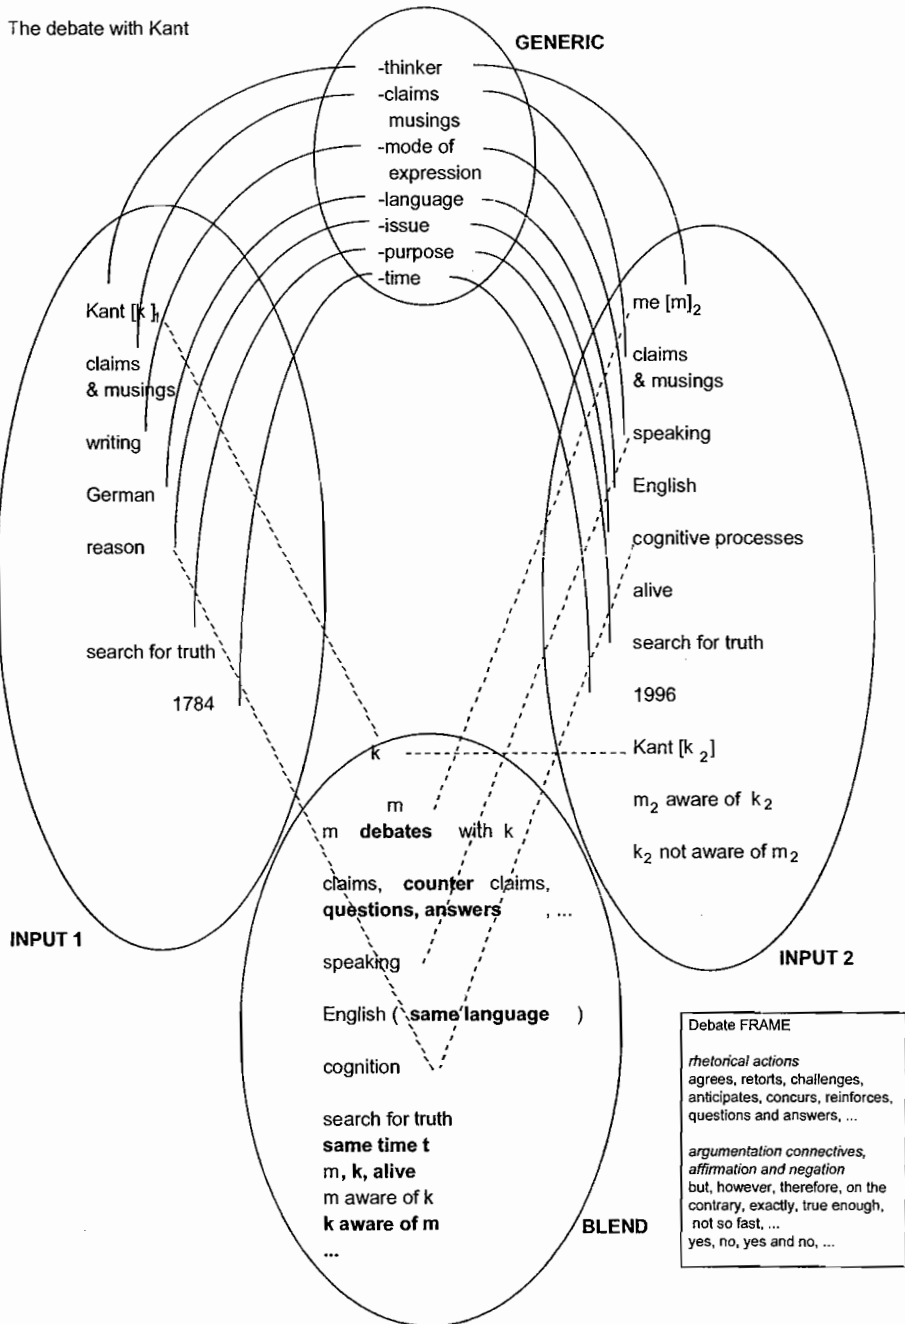 The debate with Kant
GENERIC
-thinker
-claims
musings
-mode of
expression
-language
-issue
-purpose
-time
Kant [k ]1
claims
& musings
writing
German
reason
search for truth
1784
INPUT 1
me [m]2
claims
& musings
speaking
English
cognitive processes
alive
search for truth
1996
Kant [k 2]
m2 aware of k2
k2 not aware of m2
INPUT 2
k
m
m debates with k
claims, counter claims,
questions, answers , ...
speaking
English ( same language )
cognition
search for truth
same time t
m, k, alive
m aware of k
k aware of m
...
BLEND
Debate FRAME
rhetorical actions
agrees, retorts, challenges,
anticipates, concurs, reinforces,
questions and answers, ...
argumentation connectives,
affirmation and negation
but, however, therefore, on the
contrary, exactly, true enough,
not so fast, ...
yes, no, yes and no, ...